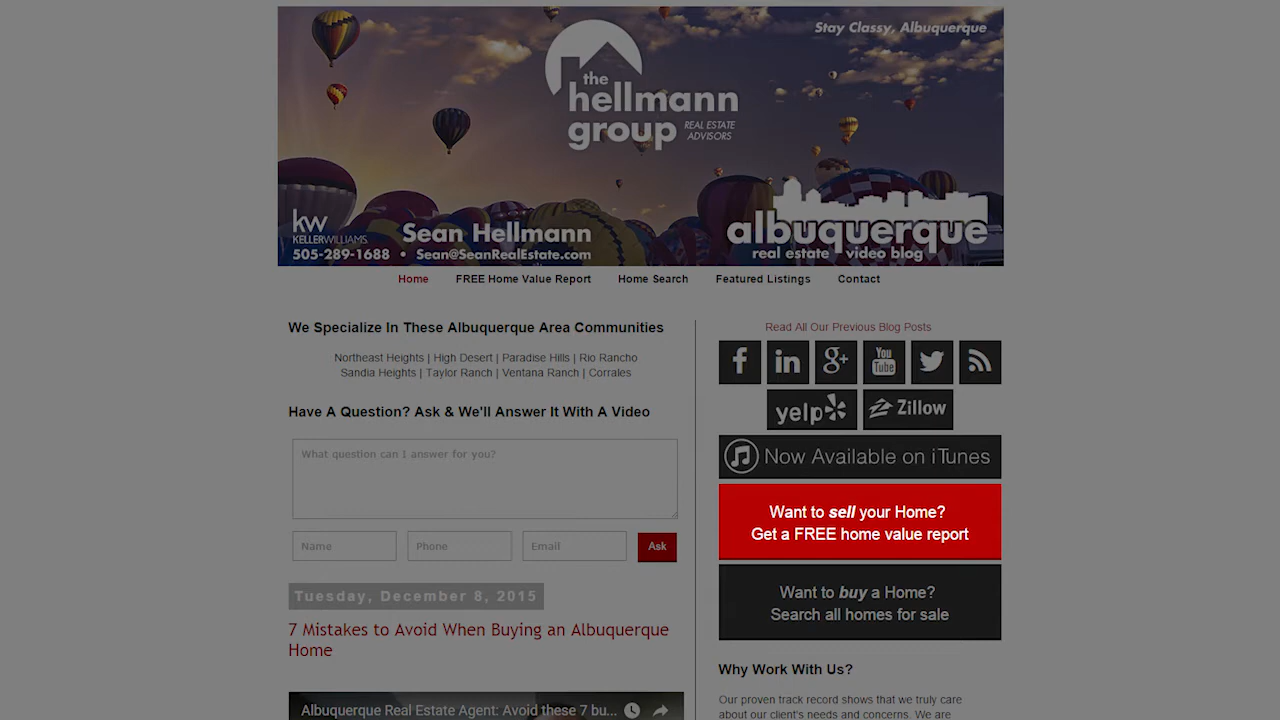 Stay Classy, Albuquerque
the
hellmann
group REAL ESTATE
ADVISORS
kw
KELLERWILLIAMS.
505-289-1688 • Sean@SeanRealEstate.com
Sean Hellmann
albuquerque
real estate video blog
Home FREE Home Value Report Home Search Featured Listings Contact
We Specialize In These Albuquerque Area Communities
Northeast Heights | High Desert | Paradise Hills | Rio Rancho
Sandia Heights | Taylor Ranch | Ventana Ranch | Corrales
Have A Question? Ask & We'll Answer It With A Video
What question can I answer for you?
Name Phone Email Ask
Tuesday, December 8, 2015
7 Mistakes to Avoid When Buying an Albuquerque
Home
Albuquerque Real Estate Agent: Avoid these 7 bu...
Read All Our Previous Blog Posts
f in g+ You Tube
yelp Zillow
Now Available on iTunes
Want to sell your Home?
Get a FREE home value report
Want to buy a Home?
Search all homes for sale
Why Work With Us?
Our proven track record shows that we truly care
about our client's needs and concerns. We are